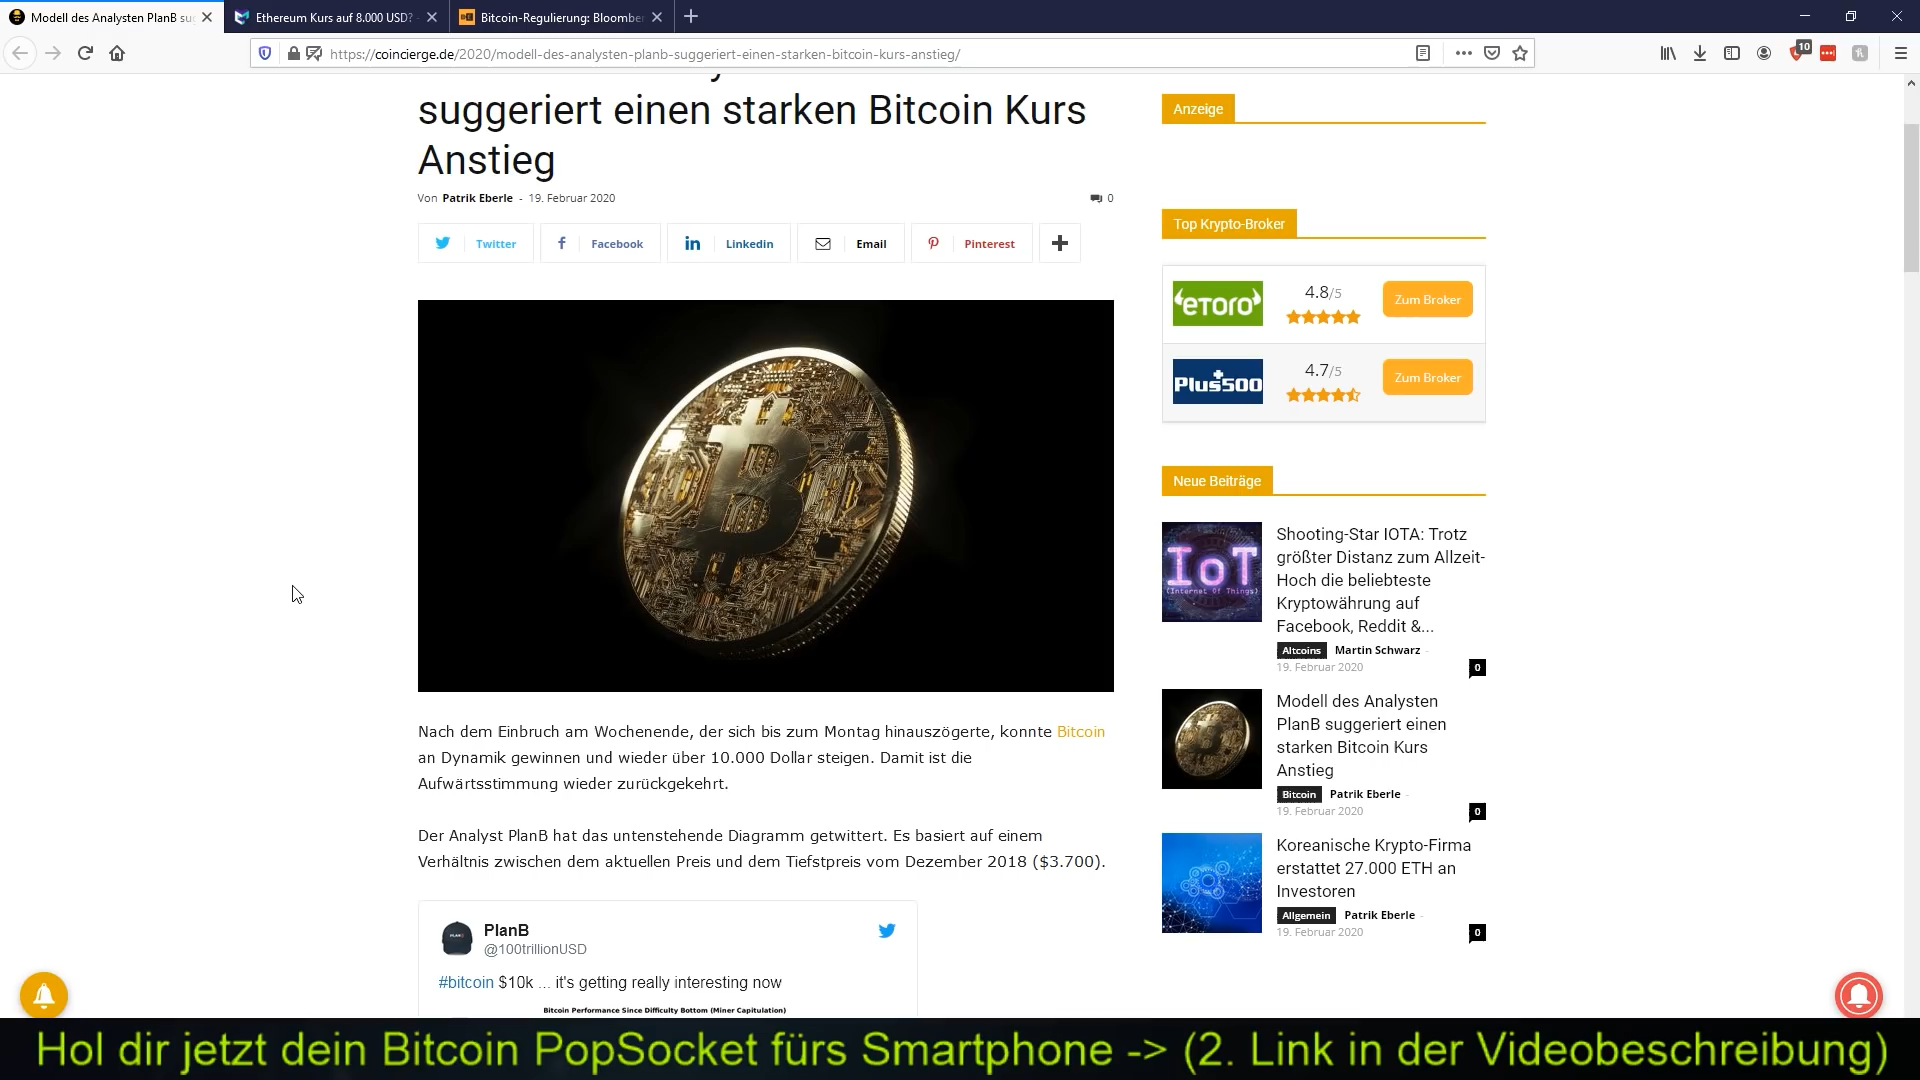 Modell des Analysten PlanB su
Ethereum Kurs auf 8.000 USD? -
Bitcoin-Regulierung: Bloomber
https://coincierge.de/2020/modell-des-analysten-planb-suggeriert-einen-starken-bitcoin-kurs-anstieg/
10
suggeriert einen starken Bitcoin Kurs
Anstieg
Von Patrik Eberle - 19. Februar 2020
0
Twitter
Facebook
Linkedin
Email
Pinterest
Nach dem Einbruch am Wochenende, der sich bis zum Montag hinauszögerte, konnte Bitcoin
an Dynamik gewinnen und wieder über 10.000 Dollar steigen. Damit ist die
Aufwärtsstimmung wieder zurückgekehrt.
Der Analyst PlanB hat das untenstehende Diagramm getwittert. Es basiert auf einem
Verhältnis zwischen dem aktuellen Preis und dem Tiefstpreis vom Dezember 2018 ($3.700).
PlanB
@100trillionUSD
#bitcoin $10k ... it's getting really interesting now
Bitcoin Performance Since Difficulty Bottom (Miner Capitulation)
Anzeige
Top Krypto-Broker
eToro
4.8/5
Zum Broker
Plus500
4.7/5
Zum Broker
Neue Beiträge
IoT
(Internet Of Things)
Shooting-Star IOTA: Trotz
größter Distanz zum Allzeit-
Hoch die beliebteste
Kryptowährung auf
Facebook, Reddit &...
Altcoins Martin Schwarz -
19. Februar 2020
0
Modell des Analysten
PlanB suggeriert einen
starken Bitcoin Kurs
Anstieg
Bitcoin Patrik Eberle -
19. Februar 2020
0
Koreanische Krypto-Firma
erstattet 27.000 ETH an
Investoren
Allgemein Patrik Eberle -
19. Februar 2020
0
Hol dir jetzt dein Bitcoin PopSocket fürs Smartphone -> (2. Link in der Videobeschreibung)